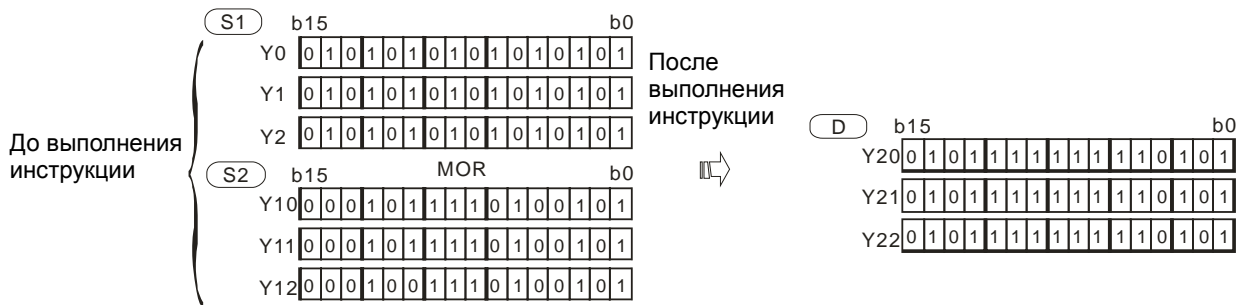 S1 b15 b0
Y0 0 1 0 1 0 1 0 1 0 1 0 1 0 1 0 1
Y1 0 1 0 1 0 1 0 1 0 1 0 1 0 1 0 1
Y2 0 1 0 1 0 1 0 1 0 1 0 1 0 1 0 1
До выполнения
инструкции
S2 b15 MOR b0
Y10 0 0 0 1 0 1 1 1 1 0 1 0 0 1 0 1
Y11 0 0 0 1 0 1 1 1 1 0 1 0 0 1 0 1
Y12 0 0 0 1 0 0 1 1 1 0 1 0 0 1 0 1
После
выполнения
инструкции
D b15 b0
Y20 0 1 0 1 1 1 1 1 1 1 1 1 0 1 0 1
Y21 0 1 0 1 1 1 1 1 1 1 1 1 0 1 0 1
Y22 0 1 0 1 1 1 1 1 1 1 1 1 0 1 0 1